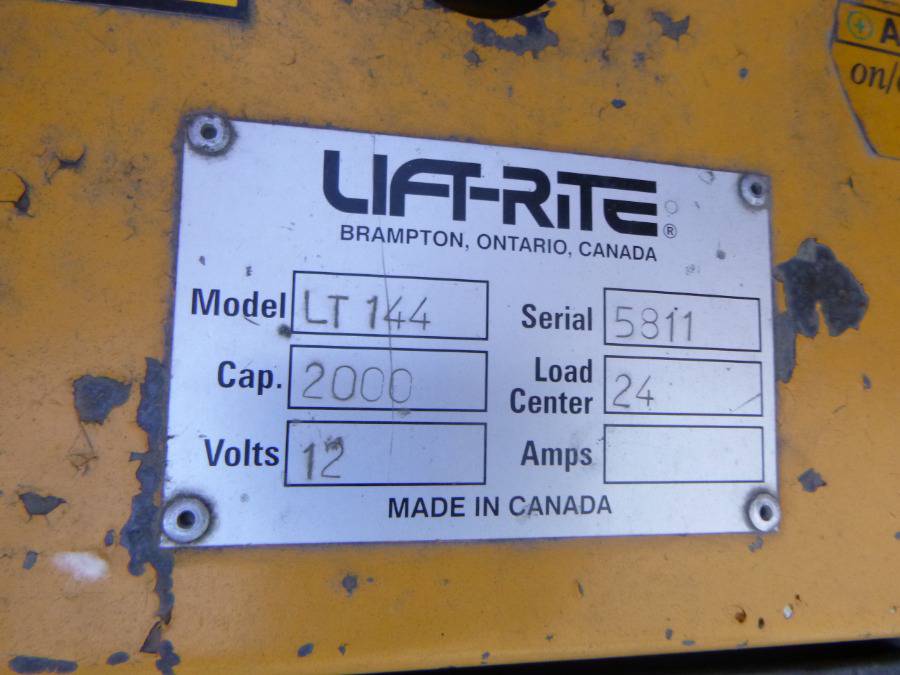 LIFT-RITE®
BRAMPTON, ONTARIO, CANADA
Model LT 144
Serial 5811
Cap. 2000
Load Center 24
Volts 12
Amps
MADE IN CANADA
on/